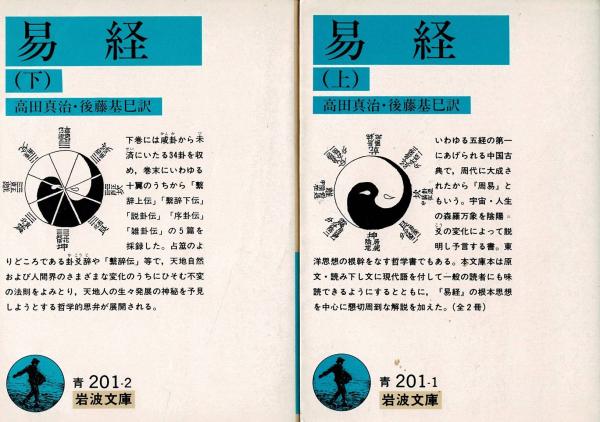 易経
(下)
高田真治・後藤基巳訳
下巻には咸卦から未
済にいたる34卦を収
め，巻末にいわゆる
十翼のうちから「繫
辞上伝」「繫辞下伝」
「説卦伝」「序卦伝」
「雑卦伝」の5篇を
採録した。占筮のよ
りどころである卦爻辞や「繫辞伝」等で，天地自然
および人間界のさまざまな変化のうちにひそむ不変
の法則をよみとり，天地人の生々発展の神秘を予見
しようとする哲学的思弁が展開される。
坤
青 201-2
岩波文庫
易経
(上)
高田真治・後藤基巳訳
いわゆる五経の第一
にあげられる中国古
典で，周代に大成さ
れたから「周易」と
もいう。宇宙・人生
の森羅万象を陰陽二
爻の変化によって説
明し予言する書。東
洋思想の根幹をなす哲学書でもある。本文庫本は原
文・読み下し文に現代語を付して一般の読者にも味
読できるようにするとともに，「易経」の根本思想
を中心に懇切周到な解説を加えた。(全2冊)
坎
坤
青 201-1
岩波文庫